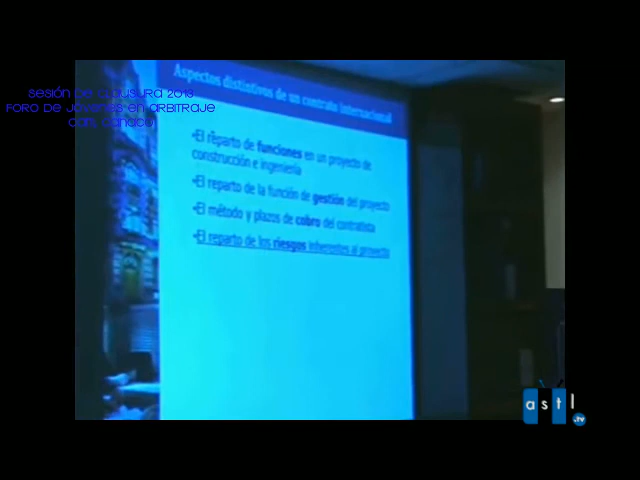 SESIÓN DE CLAUSURA 2013
FORO DE JÓVENES EN ARBITRAJE
CAM, CANACO
Aspectos distintivos de un contrato internacional
•El reparto de funciones en un proyecto de
construcción e ingeniería
•El reparto de la función de gestión del proyecto
•El método y plazos de cobro del contratista
•El reparto de los riesgos inherentes al proyecto
astl
.tv